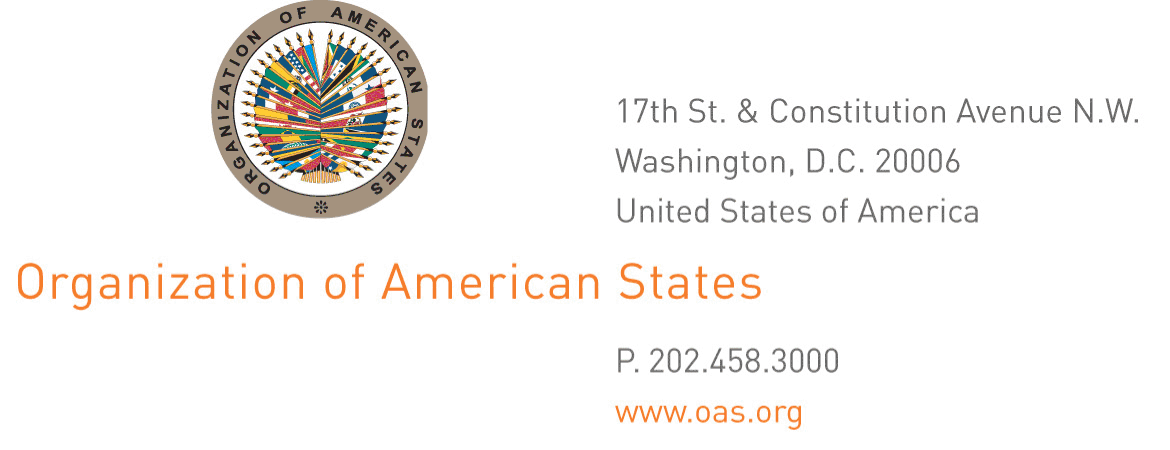 ORGANIZATION OF AMERICAN STATES
17th St. & Constitution Avenue N.W.
Washington, D.C. 20006
United States of America
Organization of American States
P. 202.458.3000
www.oas.org